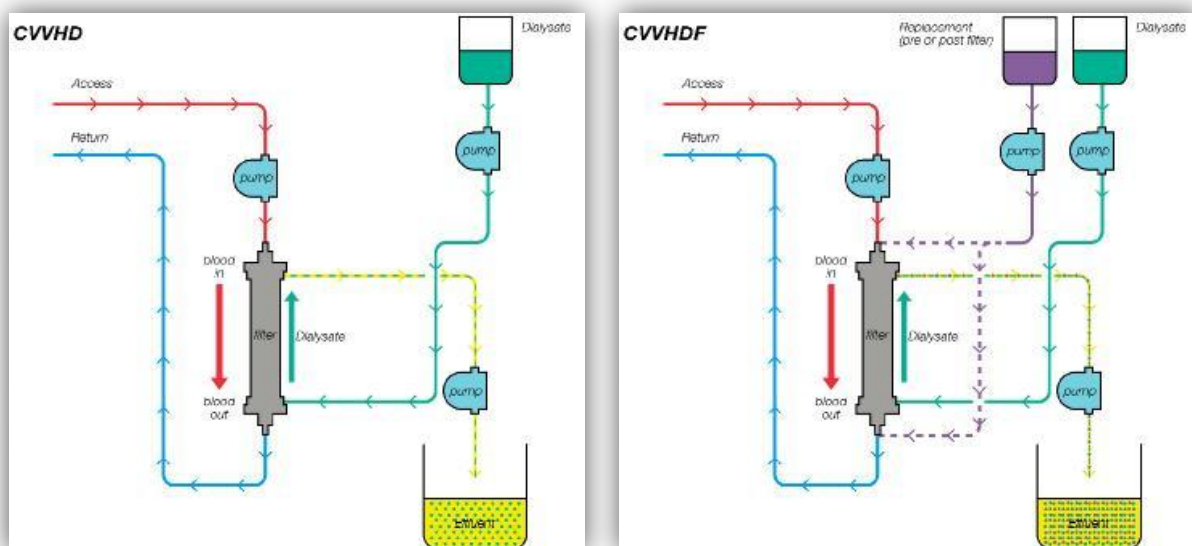 CVVHD
Dialysate
Access
Return
pump
pump
blood
in
filter
Dialysate
blood
out
pump
Effluent
CVVHDF
Replacement
(pre or post filter)
Dialysate
Access
Return
pump
pump
pump
blood
in
filter
Dialysate
blood
out
pump
Effluent